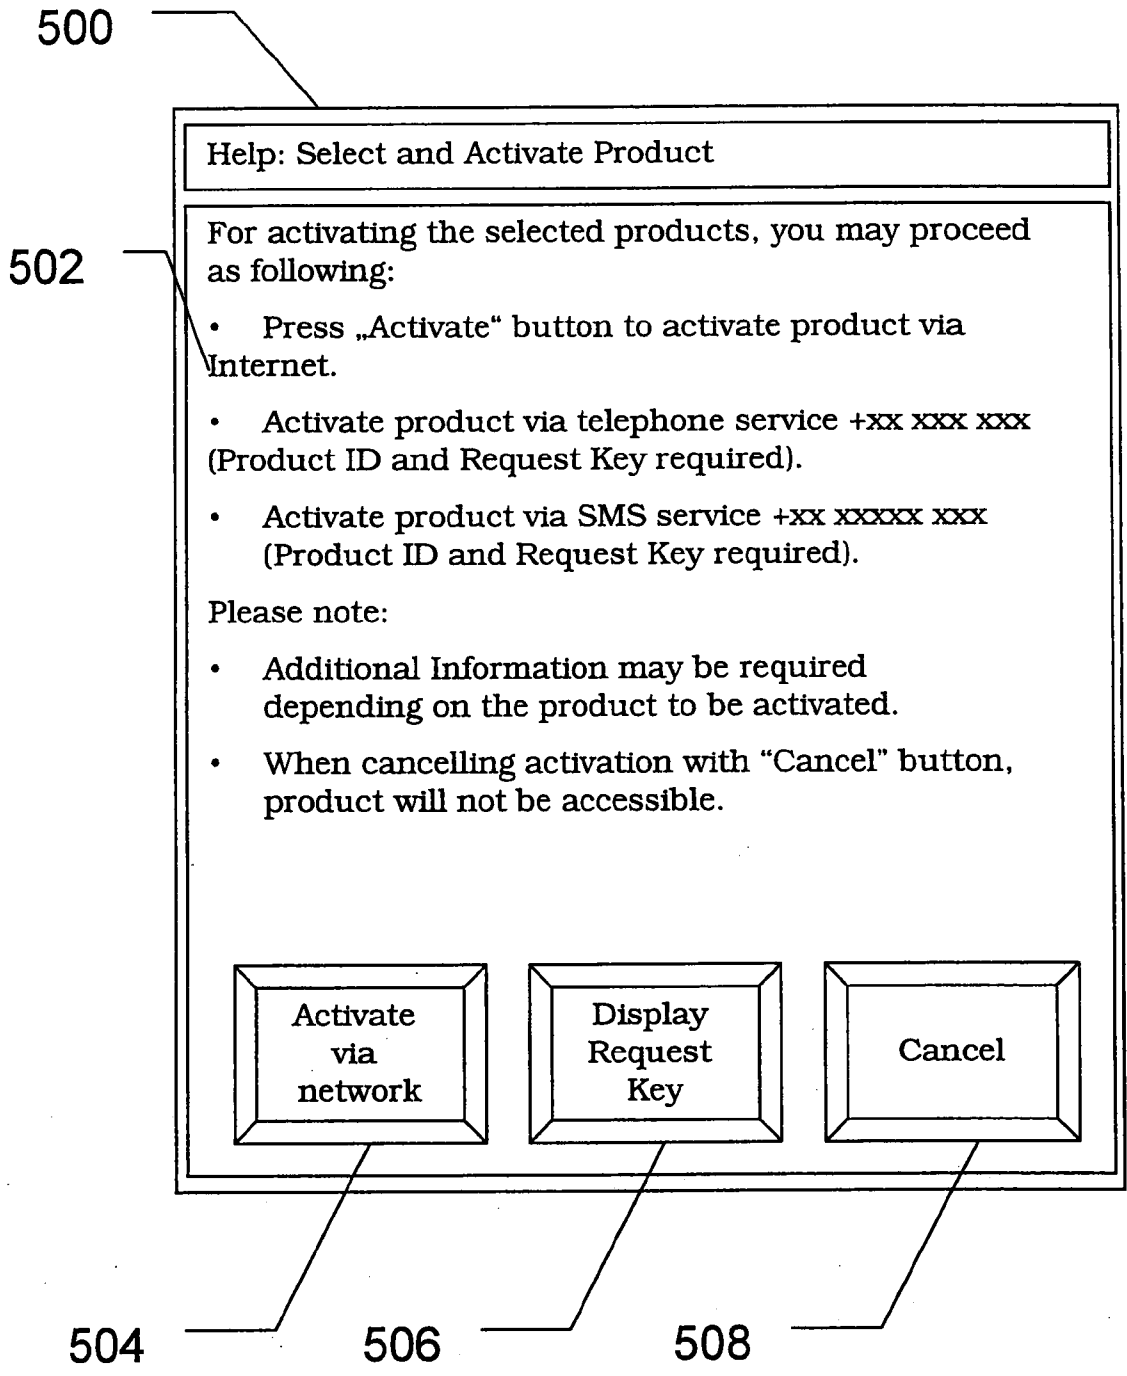 500
Help: Select and Activate Product
502
For activating the selected products, you may proceed
as following:
• Press „Activate“ button to activate product via
Internet.
• Activate product via telephone service +xx xxx xxx
(Product ID and Request Key required).
• Activate product via SMS service +xx xxxxx xxx
(Product ID and Request Key required).
Please note:
• Additional Information may be required
depending on the product to be activated.
• When cancelling activation with “Cancel” button,
product will not be accessible.
Activate
via
network
Display
Request
Key
Cancel
504
506
508